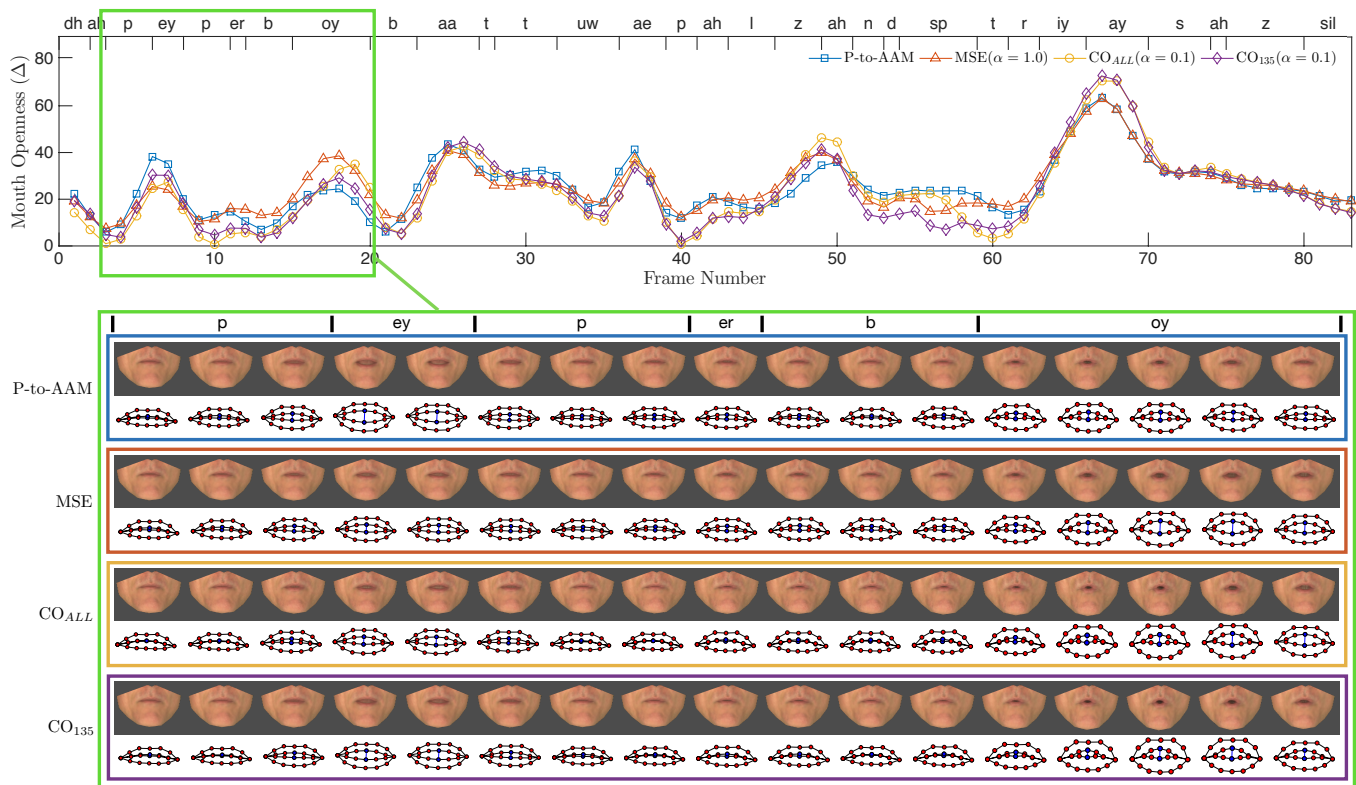 dh ah p ey p er b oy b aa t t uw ae p ah l z ah n d sp t r iy ay s ah z sil
P-to-AAM MSE(α = 1.0) CO_ALL(α = 0.1) CO_135(α = 0.1)
Mouth Openness (Δ)
80
60
40
20
0
0 10 20 30 40 50 60 70 80
Frame Number
p ey p er b oy
P-to-AAM
MSE
CO_ALL
CO_135